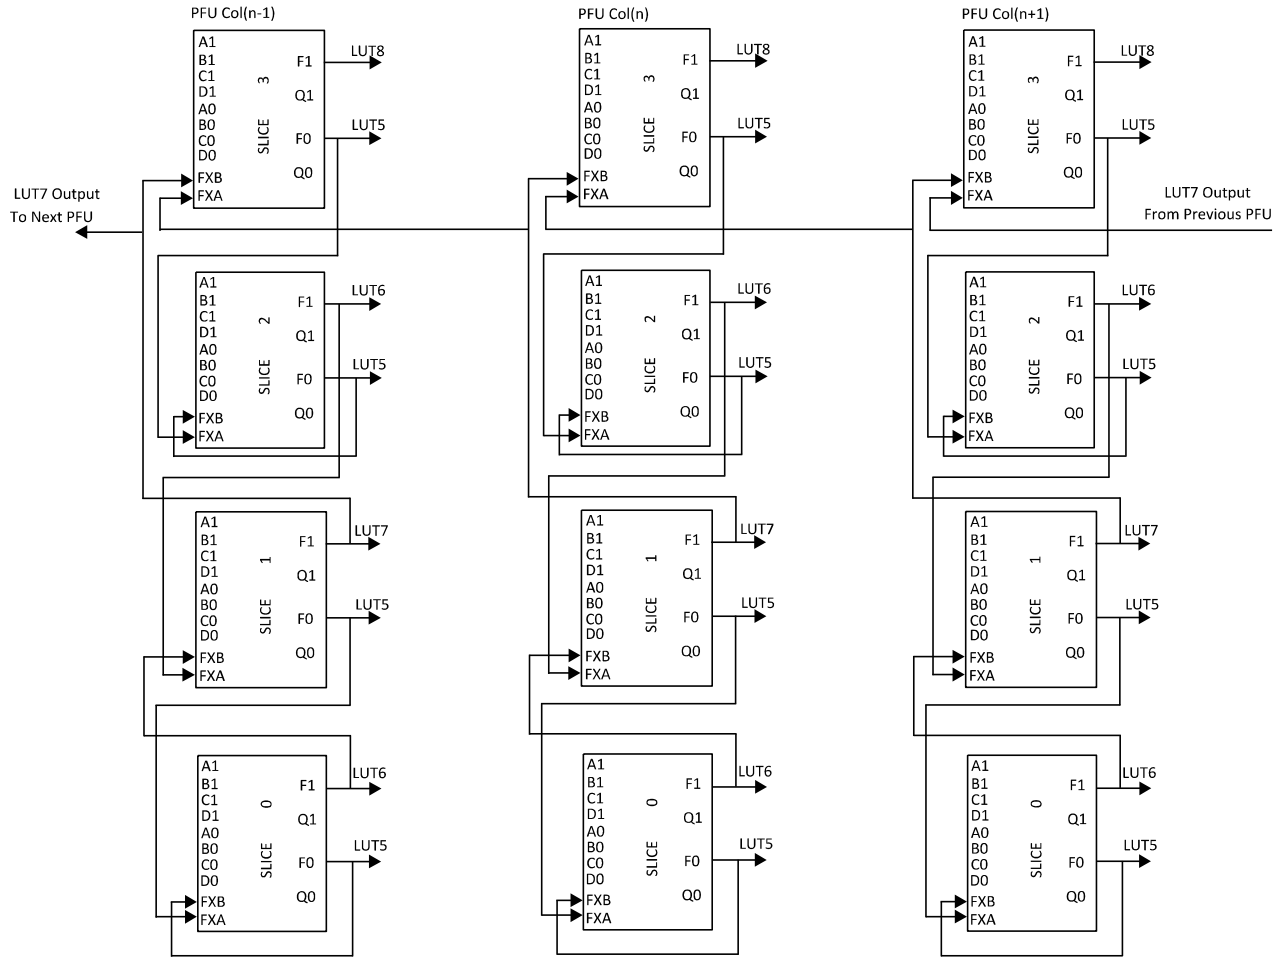 PFU Col(n-1)
A1
B1
C1
D1
A0
B0
C0
D0
FXB
FXA
SLICE 3
F1
Q1
F0
Q0
LUT8
LUT5
LUT7 Output
To Next PFU
A1
B1
C1
D1
A0
B0
C0
D0
FXB
FXA
SLICE 2
F1
Q1
F0
Q0
LUT6
LUT5
A1
B1
C1
D1
A0
B0
C0
D0
FXB
FXA
SLICE 1
F1
Q1
F0
Q0
LUT7
LUT5
A1
B1
C1
D1
A0
B0
C0
D0
FXB
FXA
SLICE 0
F1
Q1
F0
Q0
LUT6
LUT5
PFU Col(n)
A1
B1
C1
D1
A0
B0
C0
D0
FXB
FXA
SLICE 3
F1
Q1
F0
Q0
LUT8
LUT5
A1
B1
C1
D1
A0
B0
C0
D0
FXB
FXA
SLICE 2
F1
Q1
F0
Q0
LUT6
LUT5
A1
B1
C1
D1
A0
B0
C0
D0
FXB
FXA
SLICE 1
F1
Q1
F0
Q0
LUT7
LUT5
A1
B1
C1
D1
A0
B0
C0
D0
FXB
FXA
SLICE 0
F1
Q1
F0
Q0
LUT6
LUT5
PFU Col(n+1)
A1
B1
C1
D1
A0
B0
C0
D0
FXB
FXA
SLICE 3
F1
Q1
F0
Q0
LUT8
LUT5
LUT7 Output
From Previous PFU
A1
B1
C1
D1
A0
B0
C0
D0
FXB
FXA
SLICE 2
F1
Q1
F0
Q0
LUT6
LUT5
A1
B1
C1
D1
A0
B0
C0
D0
FXB
FXA
SLICE 1
F1
Q1
F0
Q0
LUT7
LUT5
A1
B1
C1
D1
A0
B0
C0
D0
FXB
FXA
SLICE 0
F1
Q1
F0
Q0
LUT6
LUT5